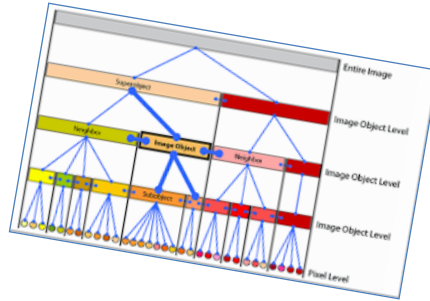 Entire Image
Superobject
Image Object Level
Neighbor
Image Object
Neighbor
Image Object Level
Subobject
Image Object Level
Pixel Level